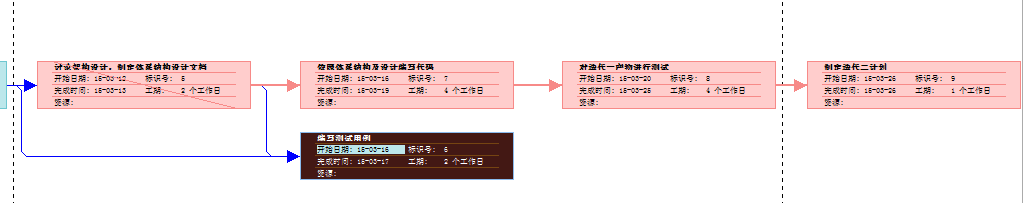 讨论架构设计，制定体系结构设计文档
开始日期: 15-03-12 标识号: 5
完成时间: 15-03-13 工期: 2 个工作日
资源:
依照体系结构及设计编写代码
开始日期: 15-03-16 标识号: 7
完成时间: 15-03-19 工期: 4 个工作日
资源:
对迭代一产物进行测试
开始日期: 15-03-20 标识号: 8
完成时间: 15-03-25 工期: 4 个工作日
资源:
制定迭代二计划
开始日期: 15-03-26 标识号: 9
完成时间: 15-03-26 工期: 1 个工作日
资源:
编写测试用例
开始日期: 15-03-16 标识号: 6
完成时间: 15-03-17 工期: 2 个工作日
资源: